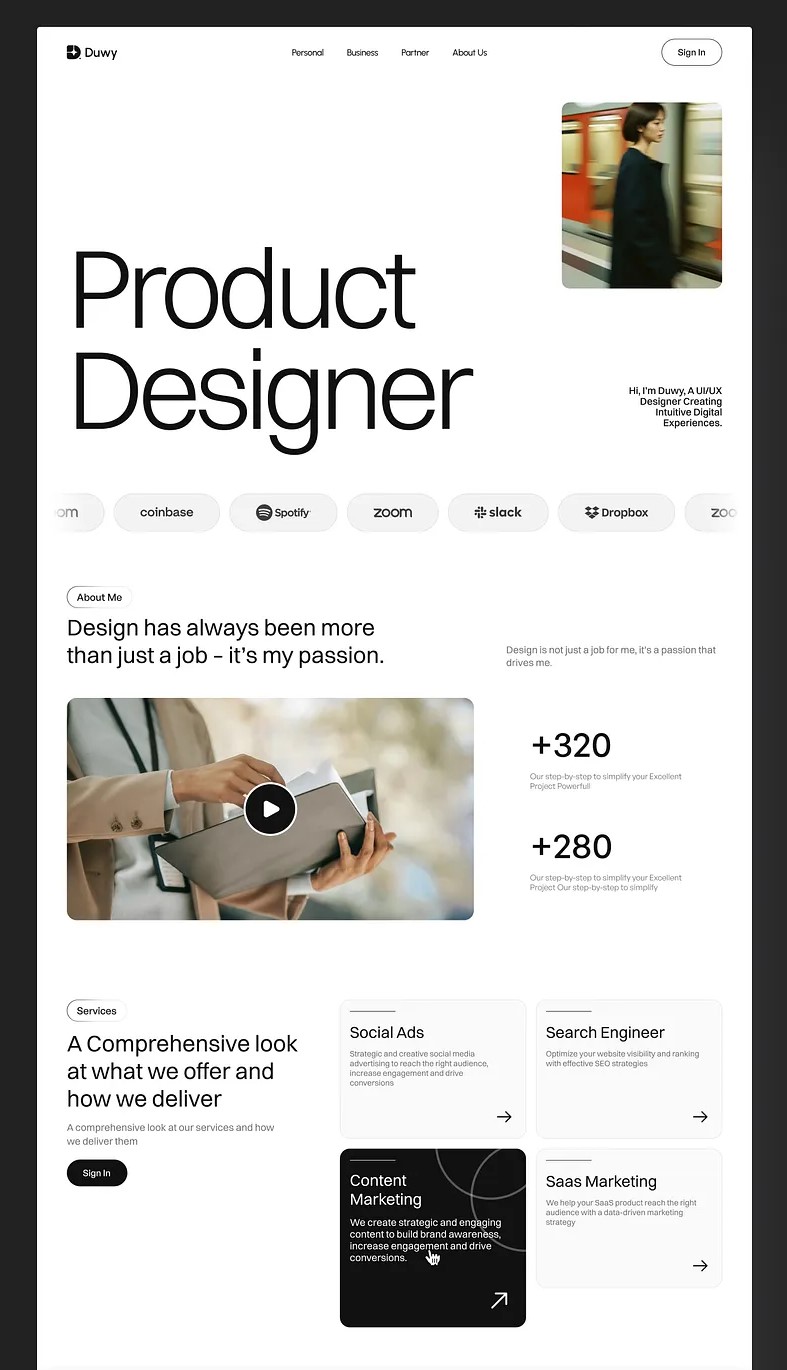 Duwy
Personal
Business
Partner
About Us
Sign In
Product
Designer
Hi, I'm Duwy, A UI/UX
Designer Creating
Intuitive Digital
Experiences.
om
coinbase
Spotify
zoom
slack
Dropbox
zoo
About Me
Design has always been more
than just a job – it's my passion.
Design is not just a job for me, it's a passion that
drives me.
+320
Our step-by-step to simplify your Excellent
Project Powerfull
+280
Our step-by-step to simplify your Excellent
Project Our step-by-step to simplify
Services
A Comprehensive look
at what we offer and
how we deliver
A comprehensive look at our services and how
we deliver them
Sign In
Social Ads
Strategic and creative social media
advertising to reach the right audience,
increase engagement and drive
conversions
Search Engineer
Optimize your website visibility and ranking
with effective SEO strategies
Content
Marketing
We create strategic and engaging
content to build brand awareness,
increase engagement and drive
conversions.
Saas Marketing
We help your SaaS product reach the right
audience with a data-driven marketing
strategy